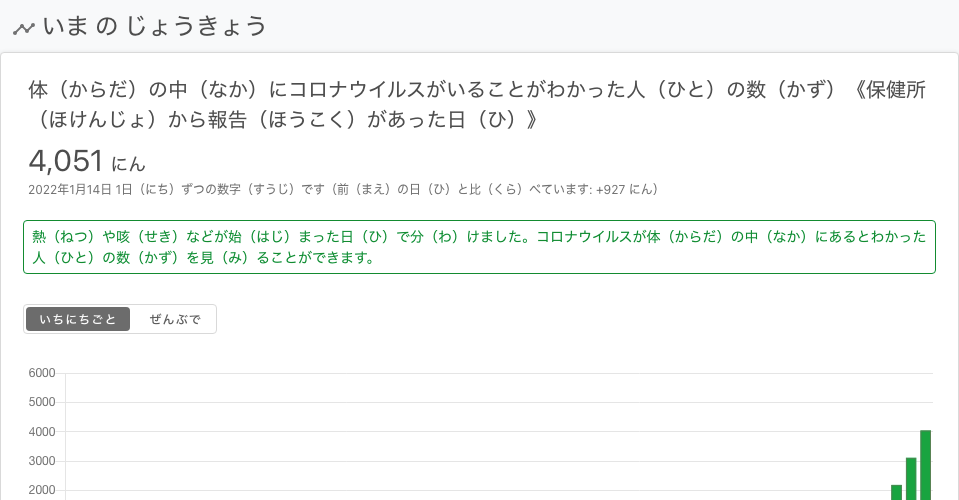 いま の じょうきょう
体（からだ）の中（なか）にコロナウイルスがいることがわかった人（ひと）の数（かず）《保健所
（ほけんじょ）から報告（ほうこく）があった日（ひ）》
4,051 にん
2022年1月14日 1日（にち）ずつの数字（すうじ）です（前（まえ）の日（ひ）と比（くら）べています: +927 にん）
熱（ねつ）や咳（せき）などが始（はじ）まった日（ひ）で分（わ）けました。コロナウイルスが体（からだ）の中（なか）にあるとわかった
人（ひと）の数（かず）を見（み）ることができます。
いちにちごと ぜんぶで
6000
5000
4000
3000
2000